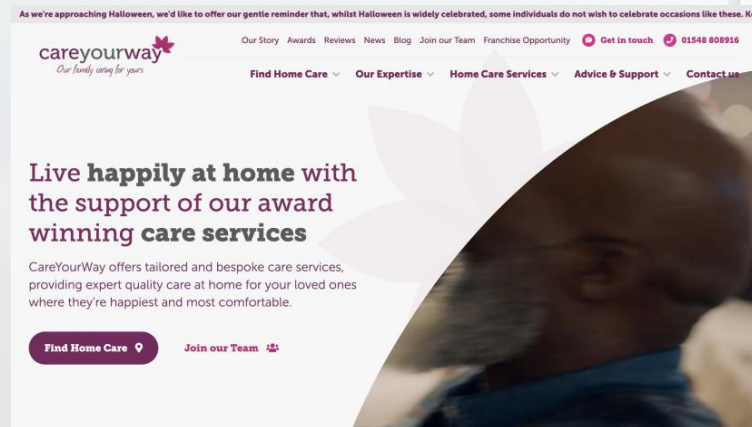 As we're approaching Halloween, we'd like to offer our gentle reminder that, whilst Halloween is widely celebrated, some individuals do not wish to celebrate occasions like these.
careyourway
Our family caring for yours
Our Story Awards Reviews News Blog Join our Team Franchise Opportunity Get in touch 01548 808916
Find Home Care Our Expertise Home Care Services Advice & Support Contact us
Live happily at home with
the support of our award
winning care services
CareYourWay offers tailored and bespoke care services,
providing expert quality care at home for your loved ones
where they're happiest and most comfortable.
Find Home Care Join our Team